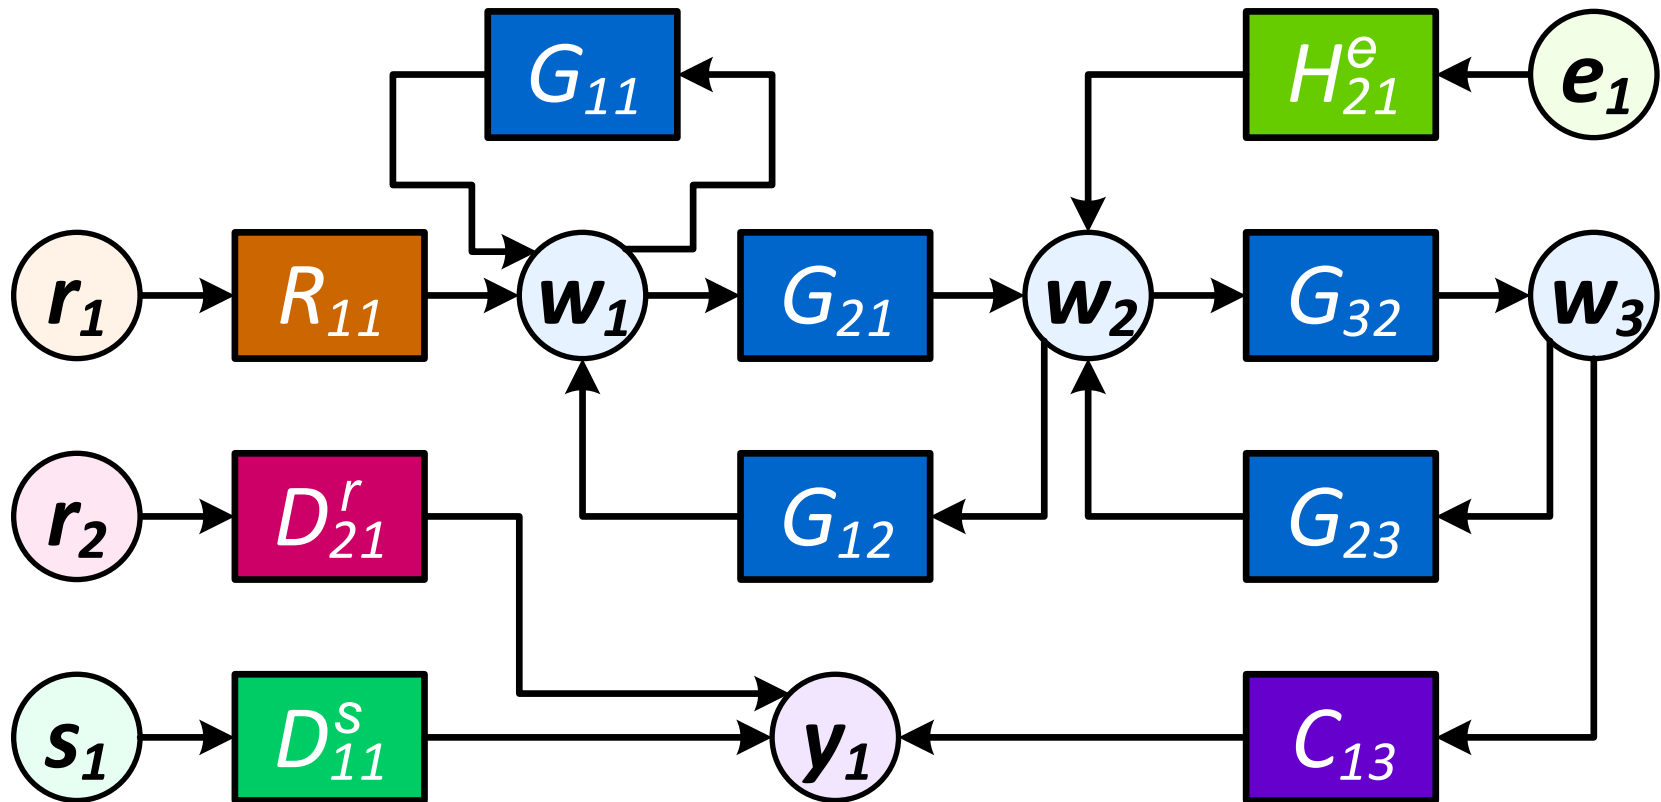 G₁₁ Hᵉ₂₁ e₁
r₁ R₁₁ w₁ G₂₁ w₂ G₃₂ w₃
r₂ Dʳ₂₁ G₁₂ G₂₃
s₁ Dˢ₁₁ y₁ C₁₃